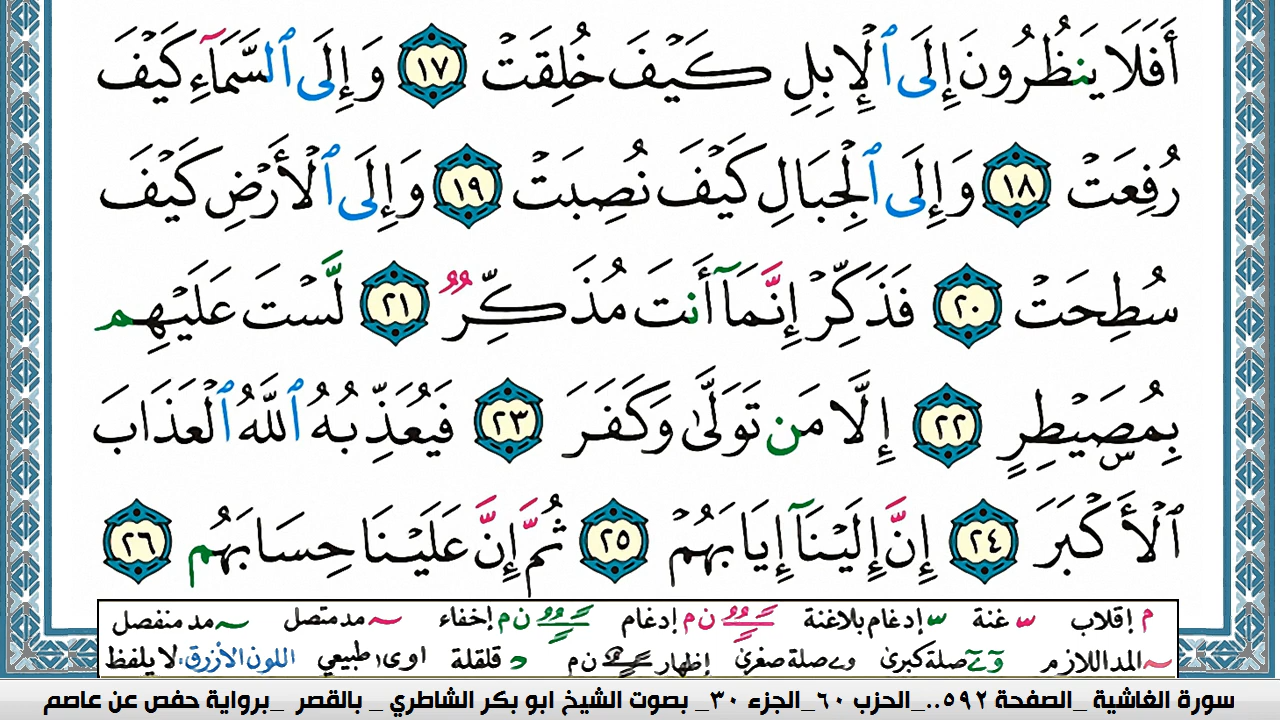 أَفَلَا يَنظُرُونَ إِلَى ٱلْإِبِلِ كَيْفَ خُلِقَتْ ١٧ وَإِلَى ٱلسَّمَآءِ كَيْفَ
رُفِعَتْ ١٨ وَإِلَى ٱلْجِبَالِ كَيْفَ نُصِبَتْ ١٩ وَإِلَى ٱلْأَرْضِ كَيْفَ
سُطِحَتْ ٢٠ فَذَكِّرْ إِنَّمَآ أَنتَ مُذَكِّرٌ ٢١ لَّسْتَ عَلَيْهِم
بِمُصَۜيْطِرٍ ٢٢ إِلَّا مَن تَوَلَّىٰ وَكَفَرَ ٢٣ فَيُعَذِّبُهُ ٱللَّهُ ٱلْعَذَابَ
ٱلْأَكْبَرَ ٢٤ إِنَّ إِلَيْنَآ إِيَابَهُمْ ٢٥ ثُمَّ إِنَّ عَلَيْنَا حِسَابَهُم ٢٦
م إقلاب غنة إدغام بلاغنة ن م إدغام ن م إخفاء مد متصل مد منفصل
المد اللازم صلة كبرى صلة صغرى إظهار ن م قلقلة اوى طبيعي اللون الأزرق: لا يلفظ
سورة الغاشية _الصفحة ٥٩٢.._الحزب ٦٠_الجزء ٣٠_ بصوت الشيخ ابو بكر الشاطري _ بالقصر _برواية حفص عن عاصم